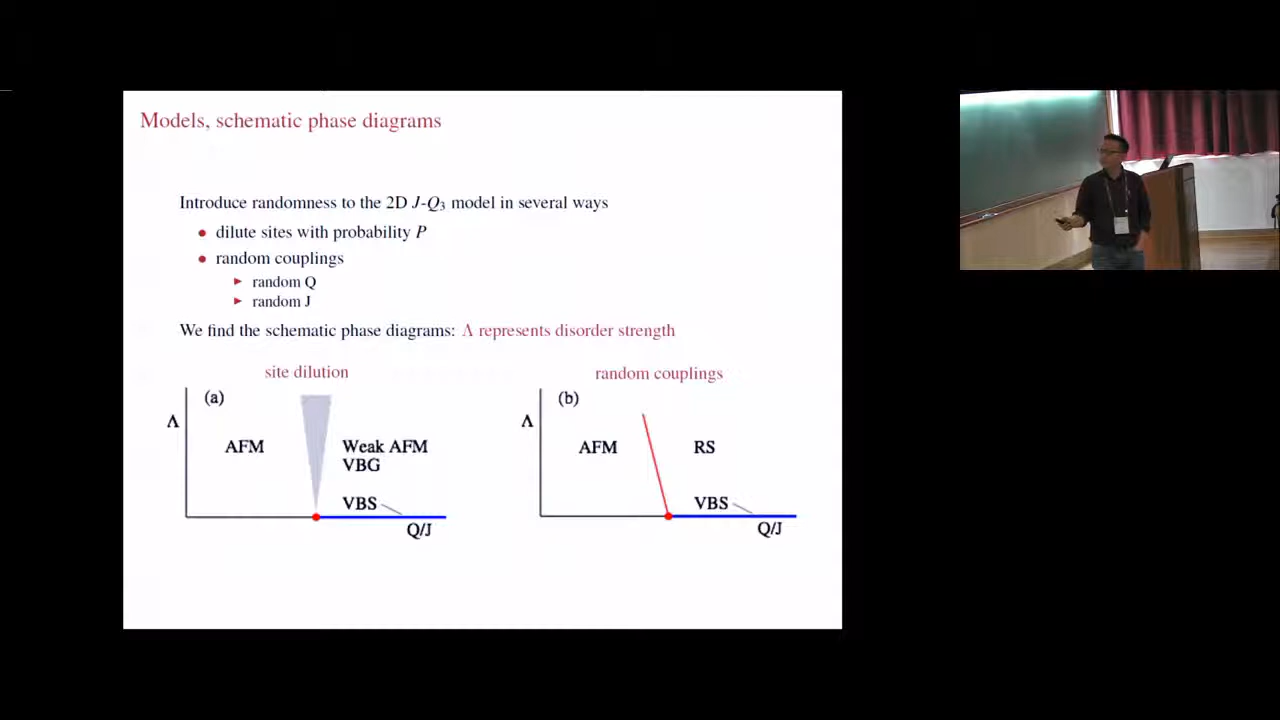 Models, schematic phase diagrams
Introduce randomness to the 2D J-Q₃ model in several ways
dilute sites with probability P
random couplings
random Q
random J
We find the schematic phase diagrams: Λ represents disorder strength
site dilution
random couplings
(a)
Λ
AFM
Weak AFM
VBG
VBS
Q/J
(b)
Λ
AFM
RS
VBS
Q/J